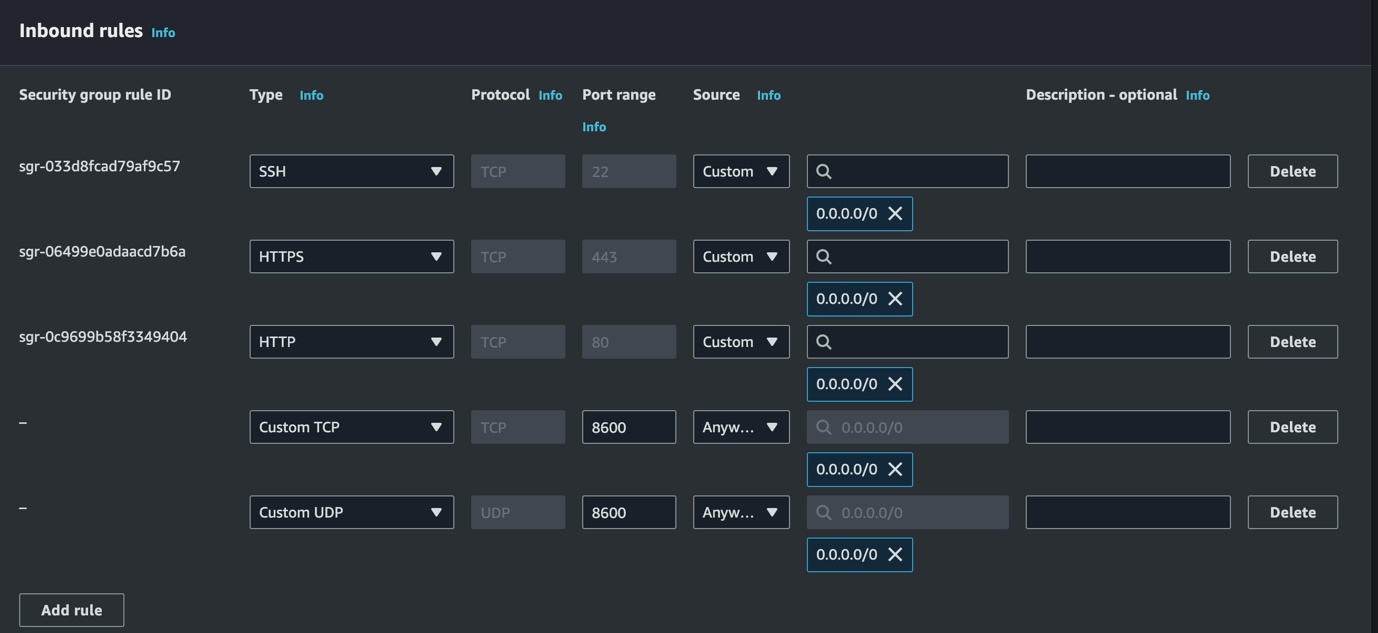 Inbound rules Info
Security group rule ID Type Info Protocol Info Port range Info Source Info Description - optional Info
sgr-033d8fcad79af9c57 SSH TCP 22 Custom Delete
0.0.0.0/0
sgr-06499e0adaacd7b6a HTTPS TCP 443 Custom Delete
0.0.0.0/0
sgr-0c9699b58f3349404 HTTP TCP 80 Custom Delete
0.0.0.0/0
– Custom TCP TCP 8600 Anyw... 0.0.0.0/0 Delete
0.0.0.0/0
– Custom UDP UDP 8600 Anyw... 0.0.0.0/0 Delete
0.0.0.0/0
Add rule